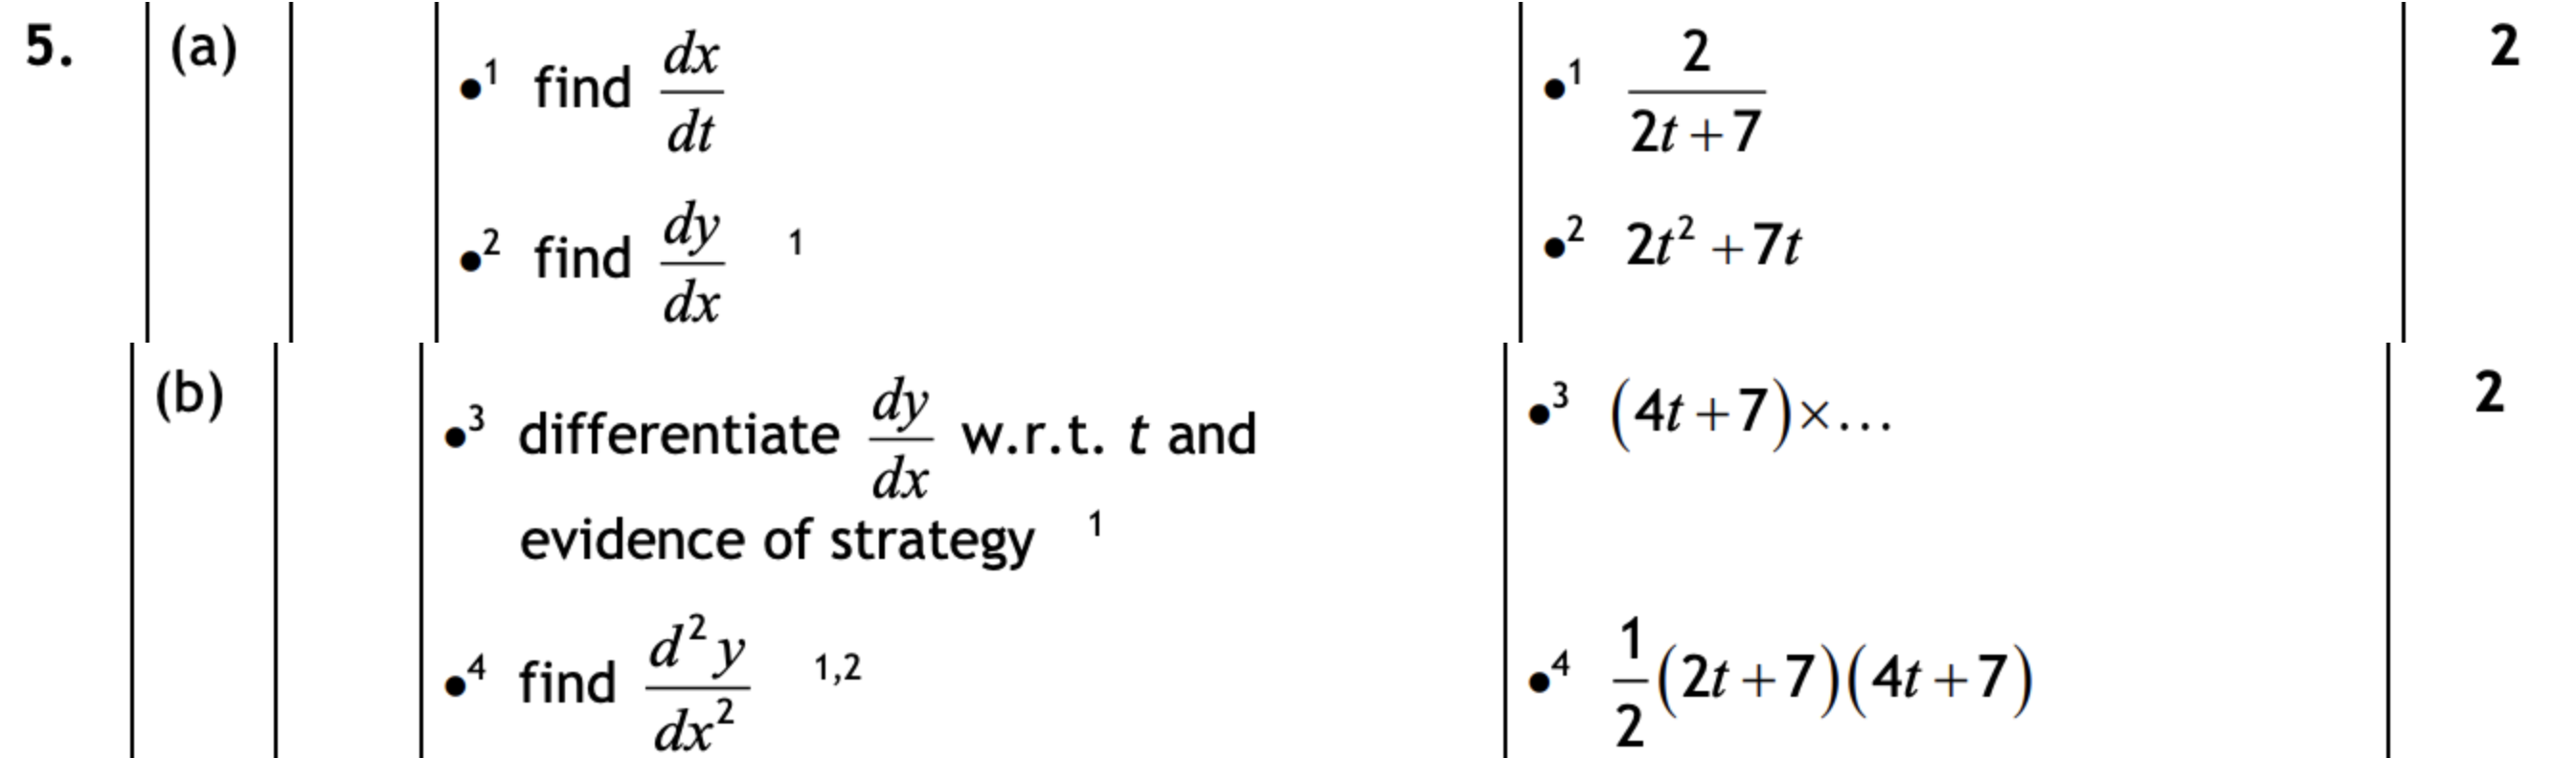 5. (a) •¹ find dx/dt •¹ 2/(2t+7) 2
•² find dy/dx ¹ •² 2t² + 7t
(b) •³ differentiate dy/dx w.r.t. t and •³ (4t+7)×... 2
evidence of strategy ¹
•⁴ find d²y/dx² ¹,² •⁴ 1/2(2t+7)(4t+7)